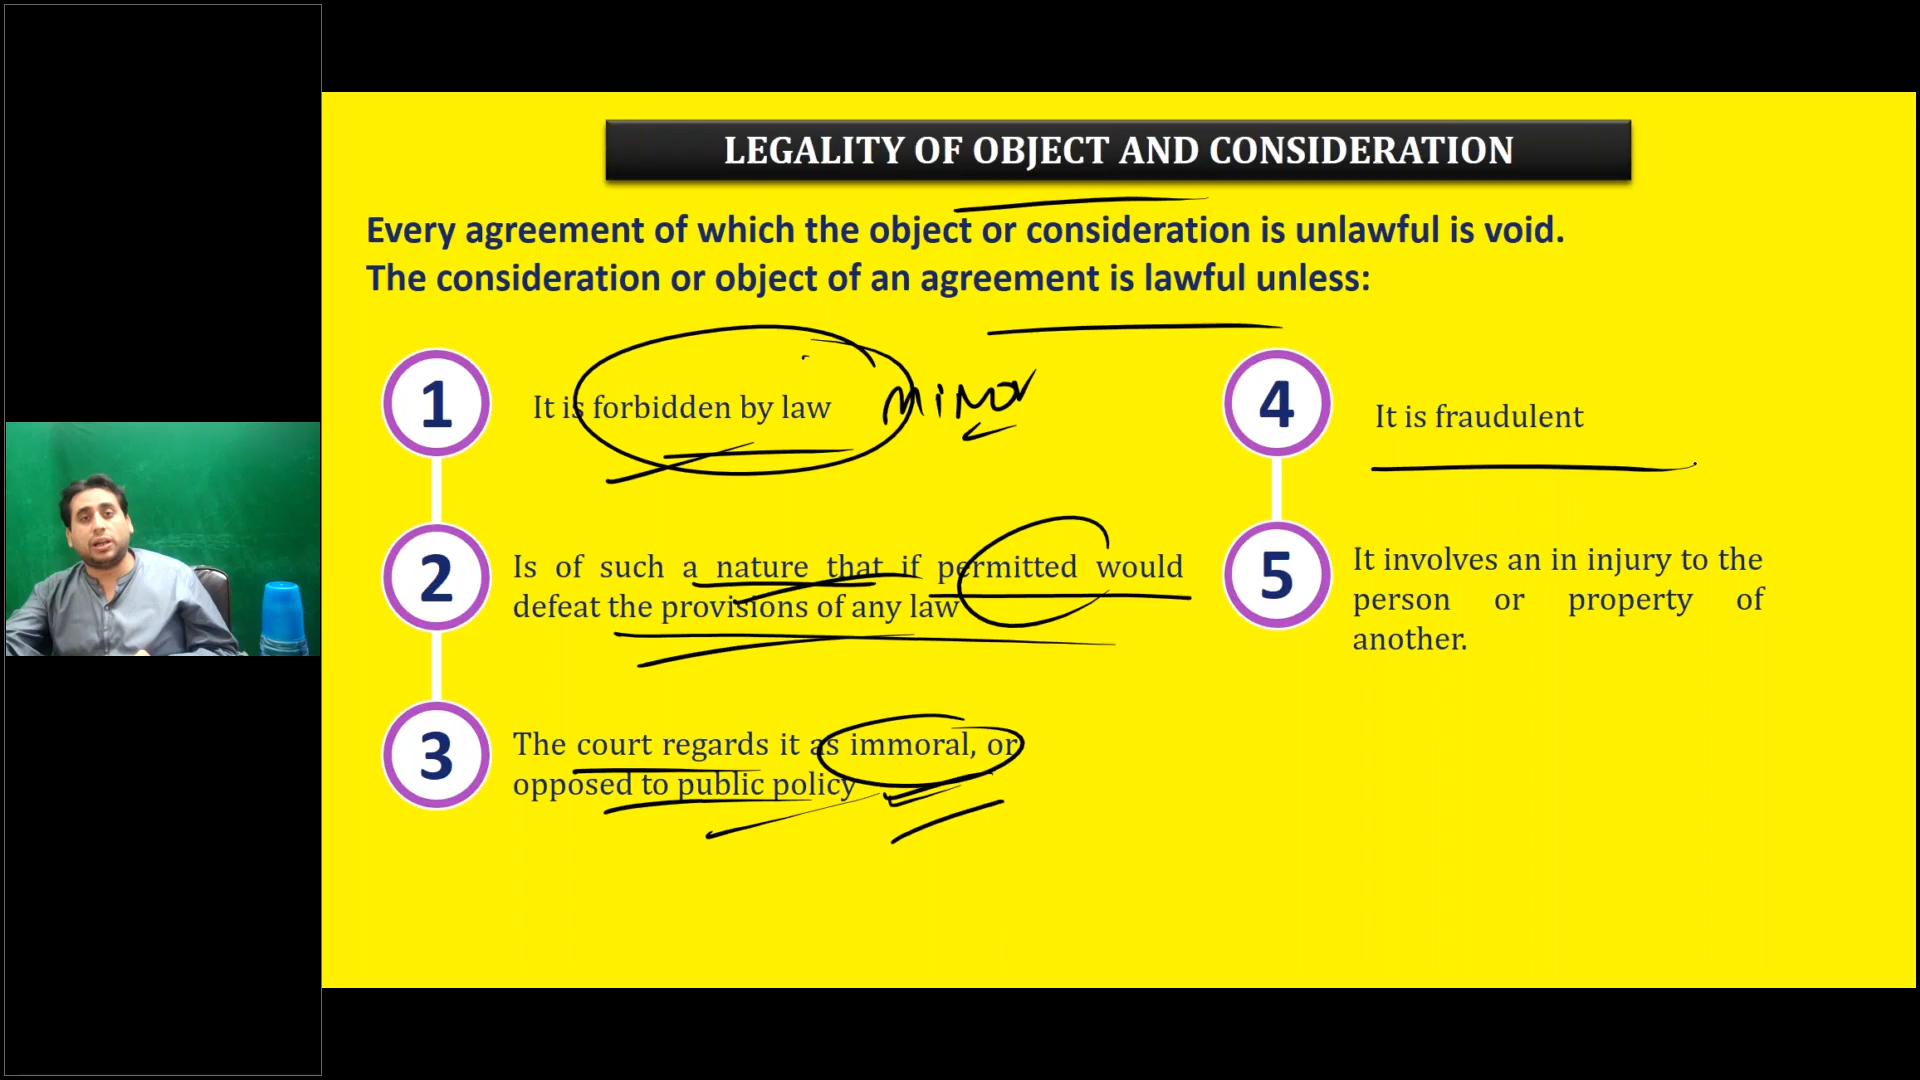 LEGALITY OF OBJECT AND CONSIDERATION
Every agreement of which the object or consideration is unlawful is void.
The consideration or object of an agreement is lawful unless:
1
It is forbidden by law
minor
2
Is of such a nature that if permitted would
defeat the provisions of any law
3
The court regards it as immoral, or
opposed to public policy
4
It is fraudulent
5
It involves an in injury to the
person or property of
another.